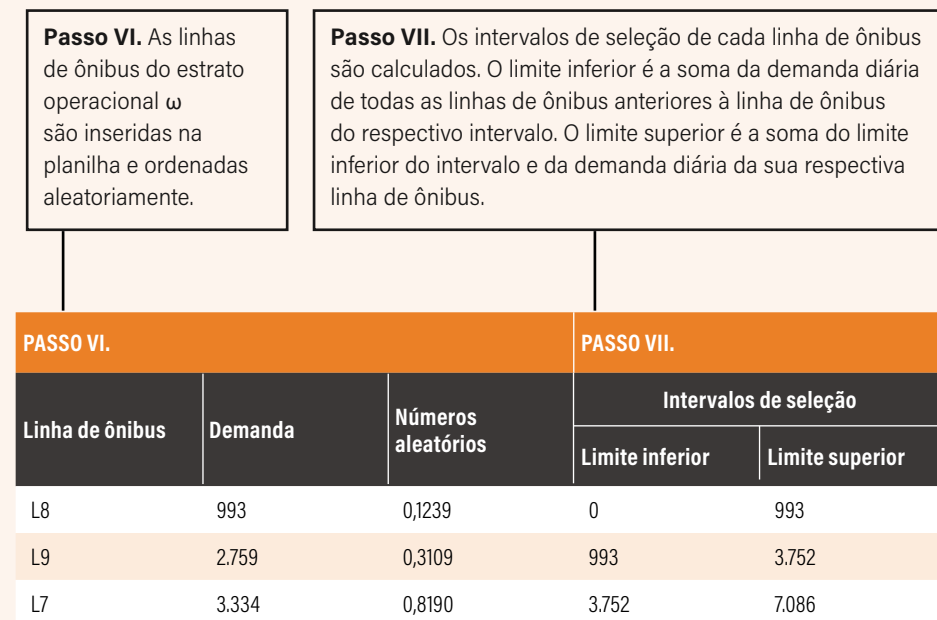 Passo VI. As linhas
de ônibus do estrato
operacional ω
são inseridas na
planilha e ordenadas
aleatoriamente.
Passo VII. Os intervalos de seleção de cada linha de ônibus
são calculados. O limite inferior é a soma da demanda diária
de todas as linhas de ônibus anteriores à linha de ônibus
do respectivo intervalo. O limite superior é a soma do limite
inferior do intervalo e da demanda diária da sua respectiva
linha de ônibus.
PASSO VI. PASSO VII.
Linha de ônibus Demanda Números aleatórios Intervalos de seleção
Limite inferior Limite superior
L8 993 0,1239 0 993
L9 2.759 0,3109 993 3.752
L7 3.334 0,8190 3.752 7.086